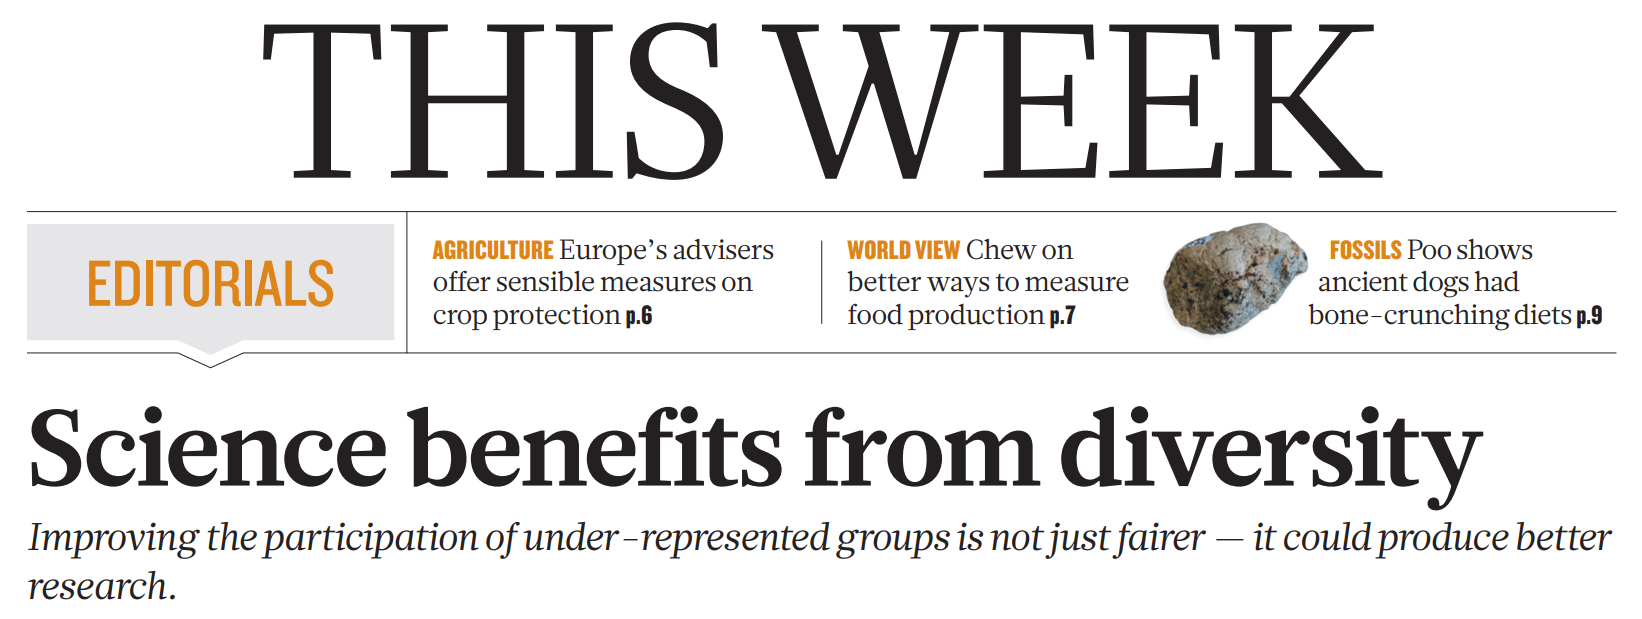 THIS WEEK
EDITORIALS
AGRICULTURE Europe’s advisers
offer sensible measures on
crop protection p.6
WORLD VIEW Chew on
better ways to measure
food production p.7
FOSSILS Poo shows
ancient dogs had
bone-crunching diets p.9
Science benefits from diversity
Improving the participation of under-represented groups is not just fairer — it could produce better
research.